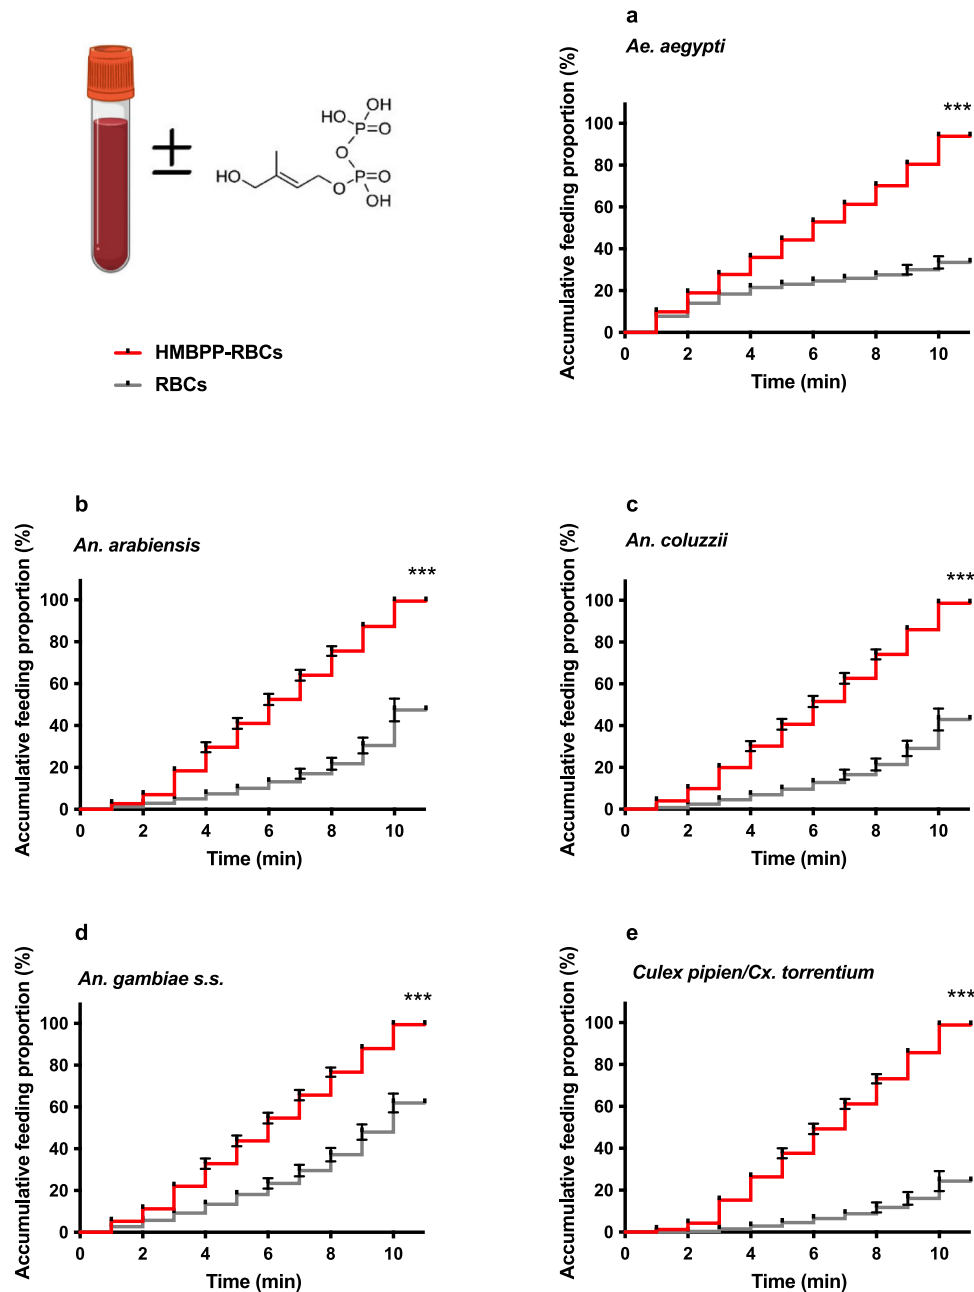 a
Ae. aegypti
Accumulative feeding proportion (%)
100
80
60
40
20
0
***
0 2 4 6 8 10
Time (min)
±
HO
O
P
OH
O
O
P
O
OH
HO
HMBPP-RBCs
RBCs
b
An. arabiensis
Accumulative feeding proportion (%)
100
80
60
40
20
0
***
0 2 4 6 8 10
Time (min)
c
An. coluzzii
Accumulative feeding proportion (%)
100
80
60
40
20
0
***
0 2 4 6 8 10
Time (min)
d
An. gambiae s.s.
Accumulative feeding proportion (%)
100
80
60
40
20
0
***
0 2 4 6 8 10
Time (min)
e
Culex pipien/Cx. torrentium
Accumulative feeding proportion (%)
100
80
60
40
20
0
***
0 2 4 6 8 10
Time (min)